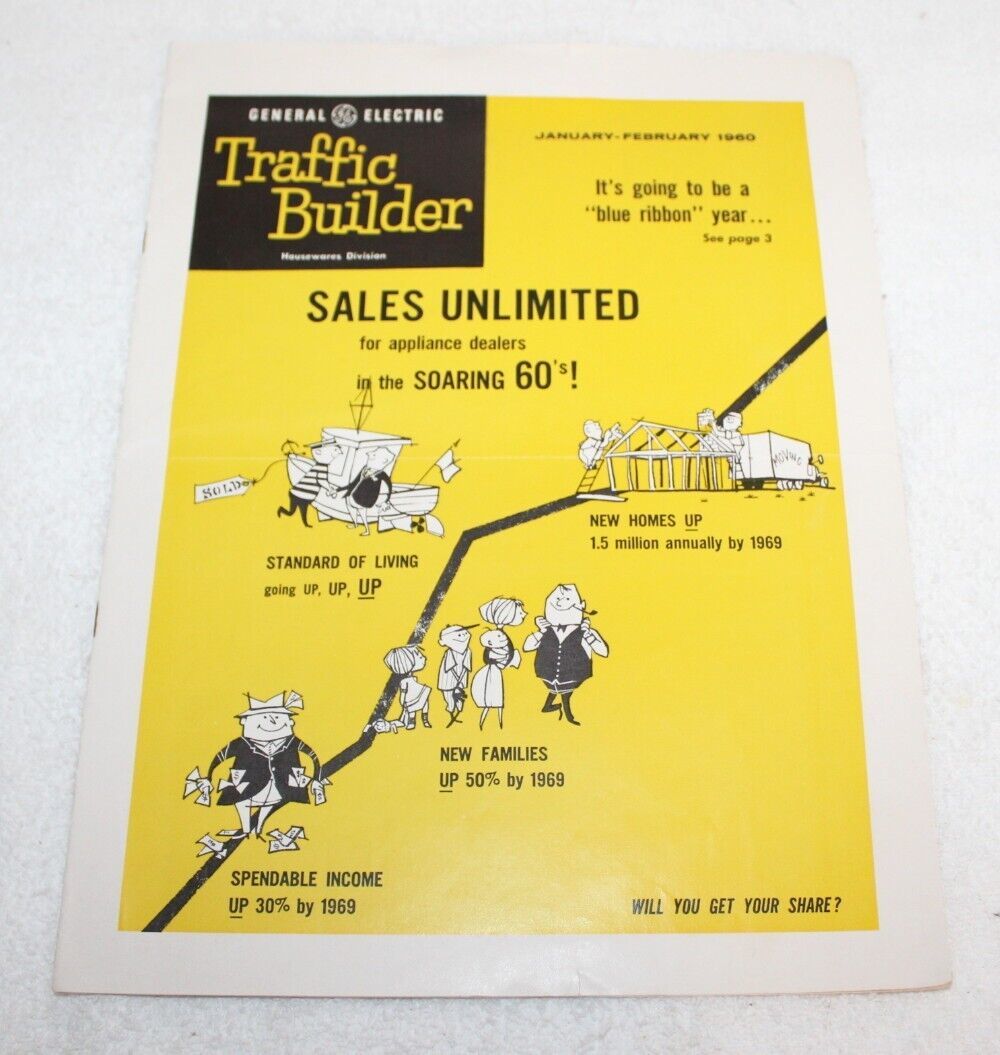 GENERAL GE ELECTRIC
Traffic
Builder
Housewares Division
JANUARY-FEBRUARY 1960
It's going to be a
"blue ribbon" year...
See page 3
SALES UNLIMITED
for appliance dealers
in the SOARING 60's!
SOLD
MOVING
NEW HOMES UP
1.5 million annually by 1969
STANDARD OF LIVING
going UP, UP, UP
NEW FAMILIES
UP 50% by 1969
SPENDABLE INCOME
UP 30% by 1969
WILL YOU GET YOUR SHARE?